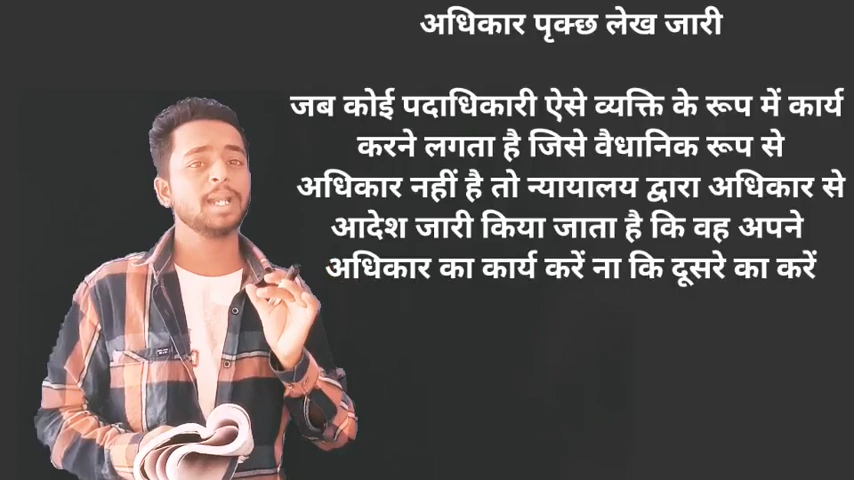 अधिकार पृक्छ लेख जारी
जब कोई पदाधिकारी ऐसे व्यक्ति के रूप में कार्य
करने लगता है जिसे वैधानिक रूप से
अधिकार नहीं है तो न्यायालय द्वारा अधिकार से
आदेश जारी किया जाता है कि वह अपने
अधिकार का कार्य करें ना कि दूसरे का करें